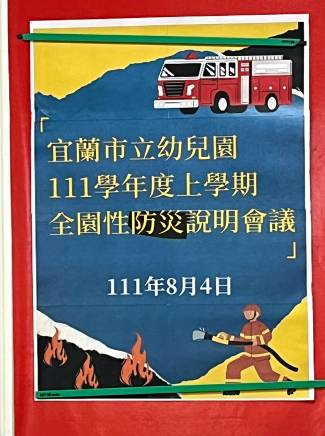 「
宜蘭市立幼兒園
111學年度上學期
全園性防災說明會議
」
111年8月4日